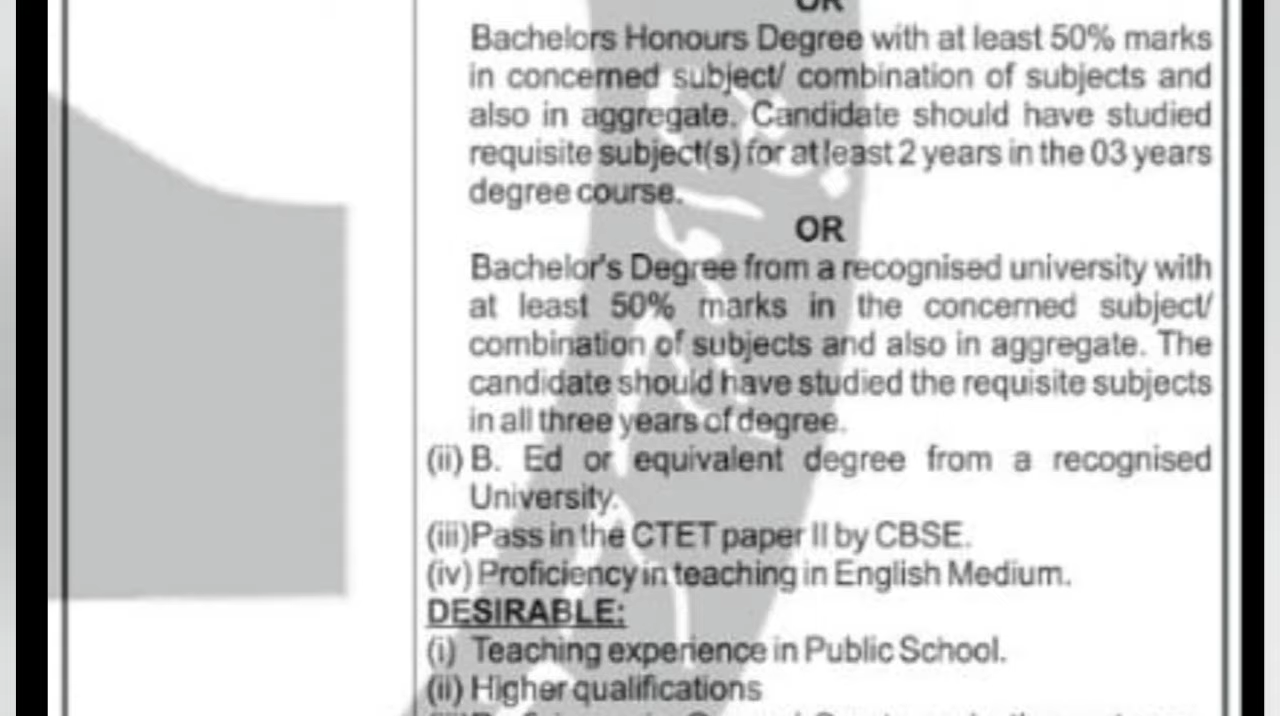 OR
Bachelors Honours Degree with at least 50% marks
in concerned subject/ combination of subjects and
also in aggregate. Candidate should have studied
requisite subject(s) for at least 2 years in the 03 years
degree course.
OR
Bachelor's Degree from a recognised university with
at least 50% marks in the concerned subject/
combination of subjects and also in aggregate. The
candidate should have studied the requisite subjects
in all three years of degree.
(ii) B. Ed or equivalent degree from a recognised
University.
(iii)Pass in the CTET paper II by CBSE.
(iv) Proficiency in teaching in English Medium.
DESIRABLE:
(i) Teaching experience in Public School.
(ii) Higher qualifications